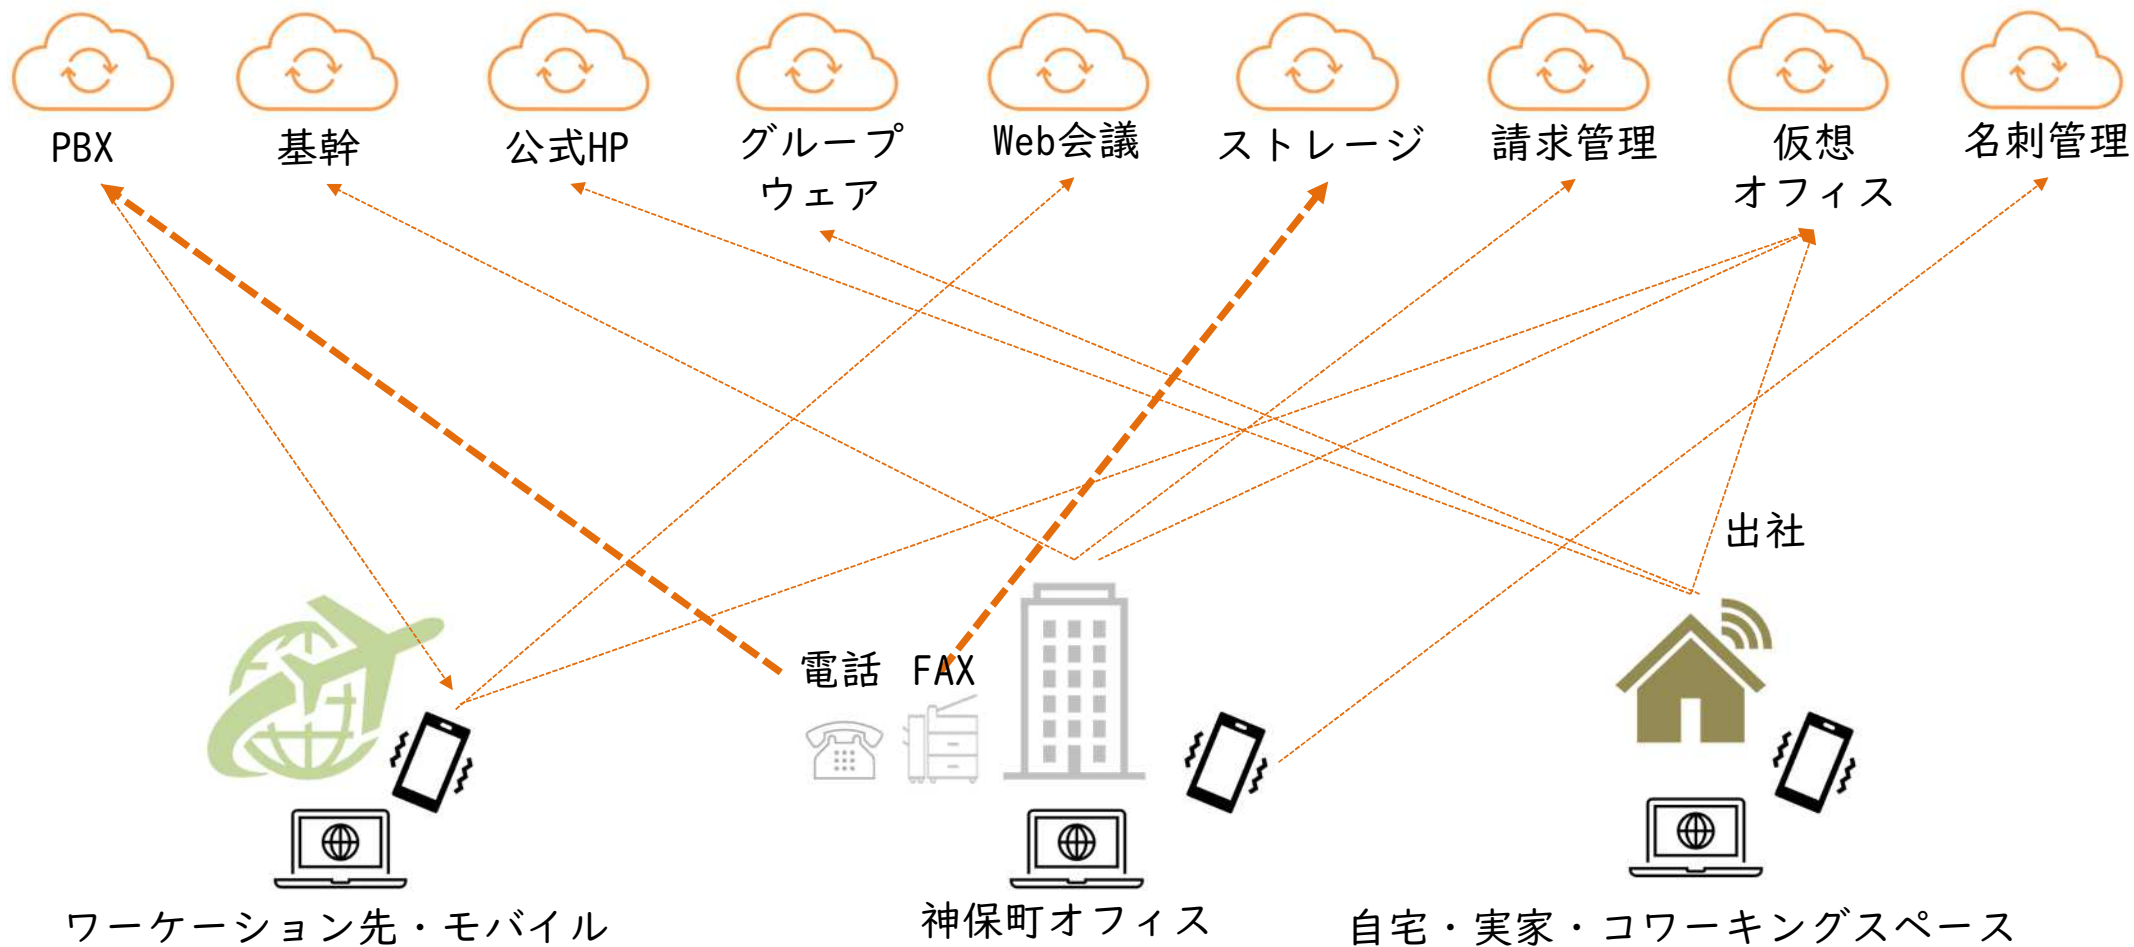 PBX
基幹
公式HP
グループ
ウェア
Web会議
ストレージ
請求管理
仮想
オフィス
名刺管理
出社
電話
FAX
ワーケーション先・モバイル
神保町オフィス
自宅・実家・コワーキングスペース